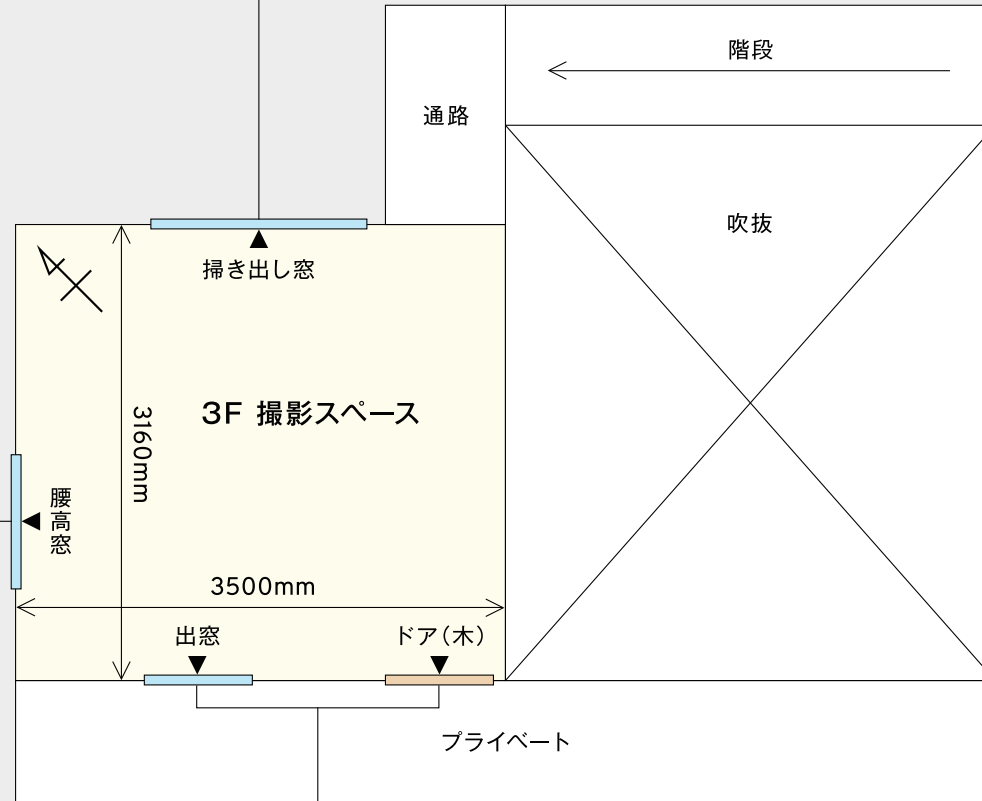 階段
通路
吹抜
掃き出し窓
3F 撮影スペース
3160mm
腰高窓
3500mm
出窓
ドア(木)
プライベート